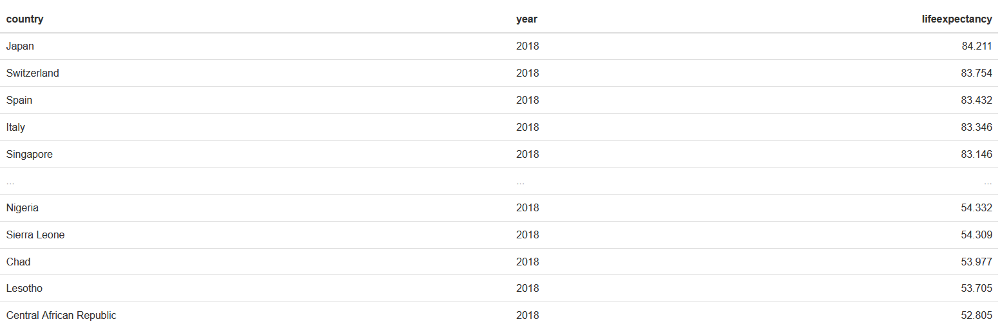 country year lifeexpectancy
Japan 2018 84.211
Switzerland 2018 83.754
Spain 2018 83.432
Italy 2018 83.346
Singapore 2018 83.146
... ... ...
Nigeria 2018 54.332
Sierra Leone 2018 54.309
Chad 2018 53.977
Lesotho 2018 53.705
Central African Republic 2018 52.805